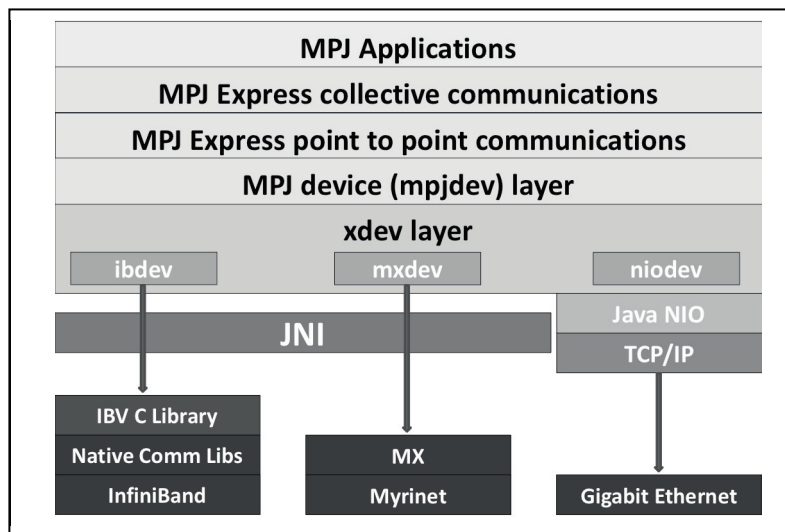 MPJ Applications
MPJ Express collective communications
MPJ Express point to point communications
MPJ device (mpjdev) layer
xdev layer
ibdev
mxdev
niodev
JNI
Java NIO
TCP/IP
IBV C Library
Native Comm Libs
InfiniBand
MX
Myrinet
Gigabit Ethernet